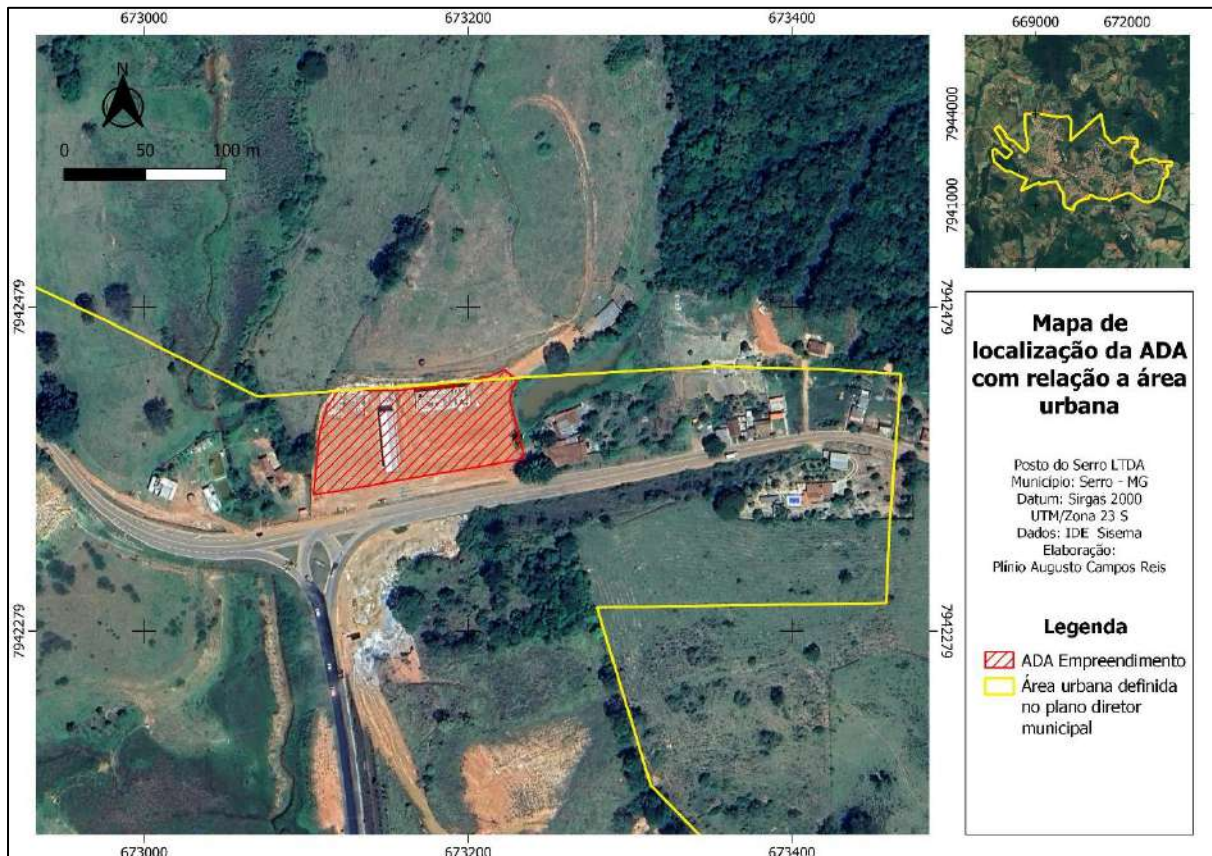 673000
673200
673400
N
0
50
100 m
7942479
7942279
7942479
7942279
673000
673200
673400
669000
672000
7944000
7941000
Mapa de
localização da ADA
com relação a área
urbana
Posto do Serro LTDA
Município: Serro - MG
Datum: Sirgas 2000
UTM/Zona 23 S
Dados: IDE Sisema
Elaboração:
Plínio Augusto Campos Reis
Legenda
ADA Empreendimento
Área urbana definida
no plano diretor
municipal